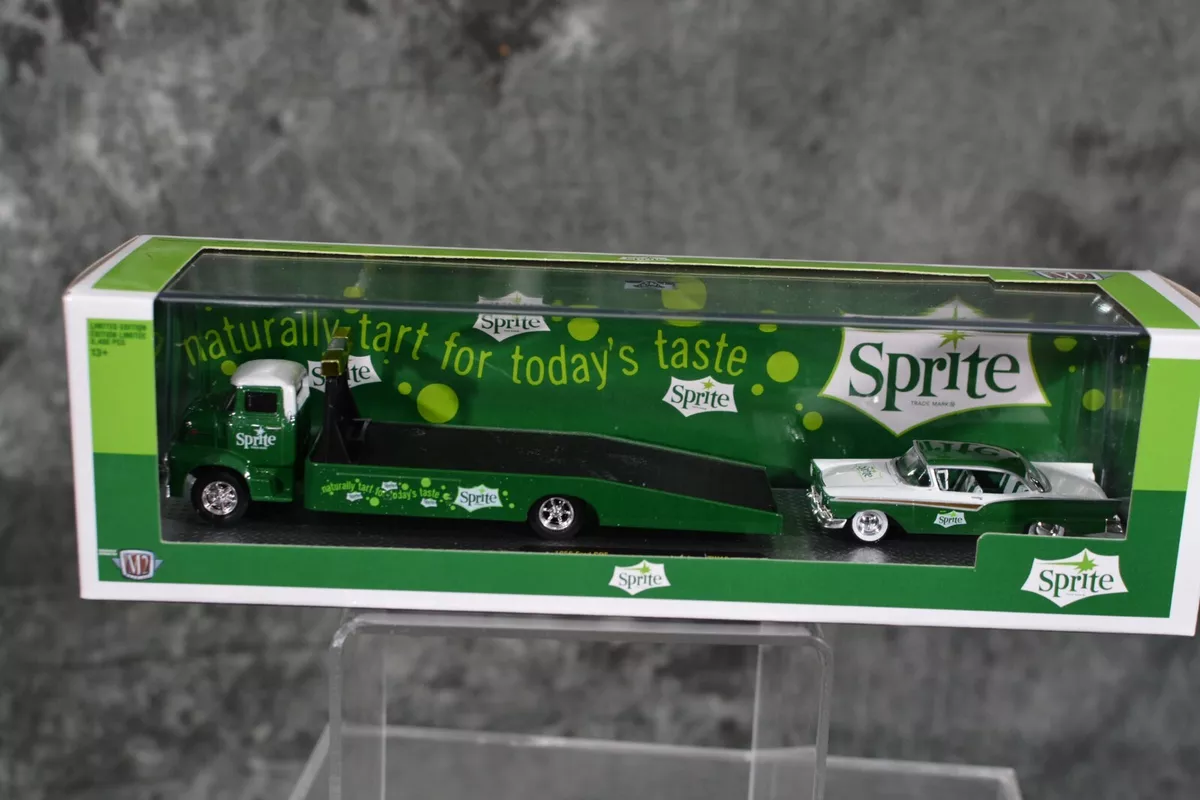 LIMITED EDITION
13+
naturally tart for today's taste
Sprite
Sprite
Sprite
Sprite
TRADE MARK ®
Sprite
naturally tart for today's taste
Sprite
Sprite
M2
Sprite
Sprite